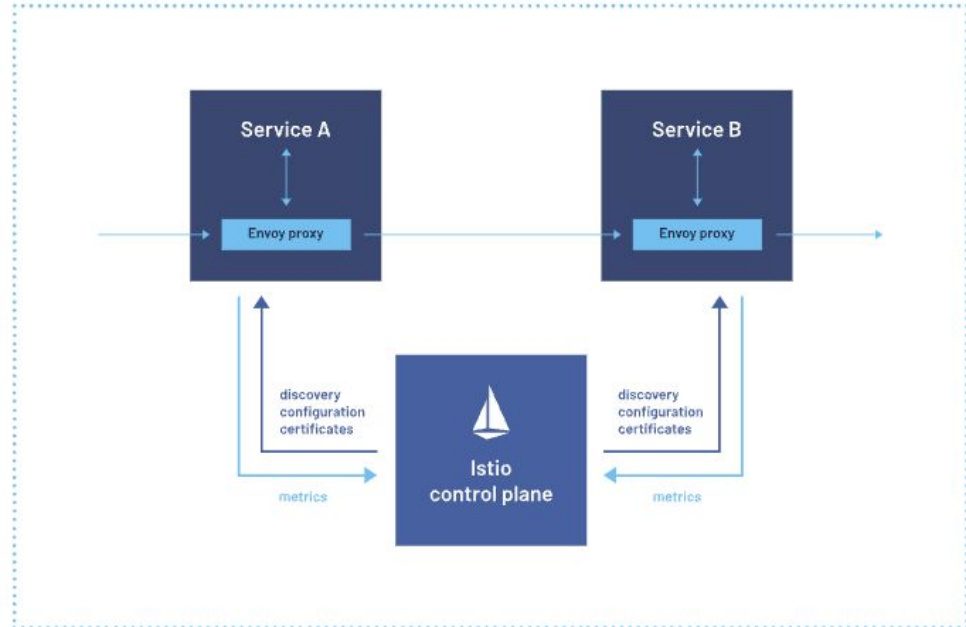 Service A
Envoy proxy
Service B
Envoy proxy
discovery
configuration
certificates
metrics
Istio
control plane
discovery
configuration
certificates
metrics